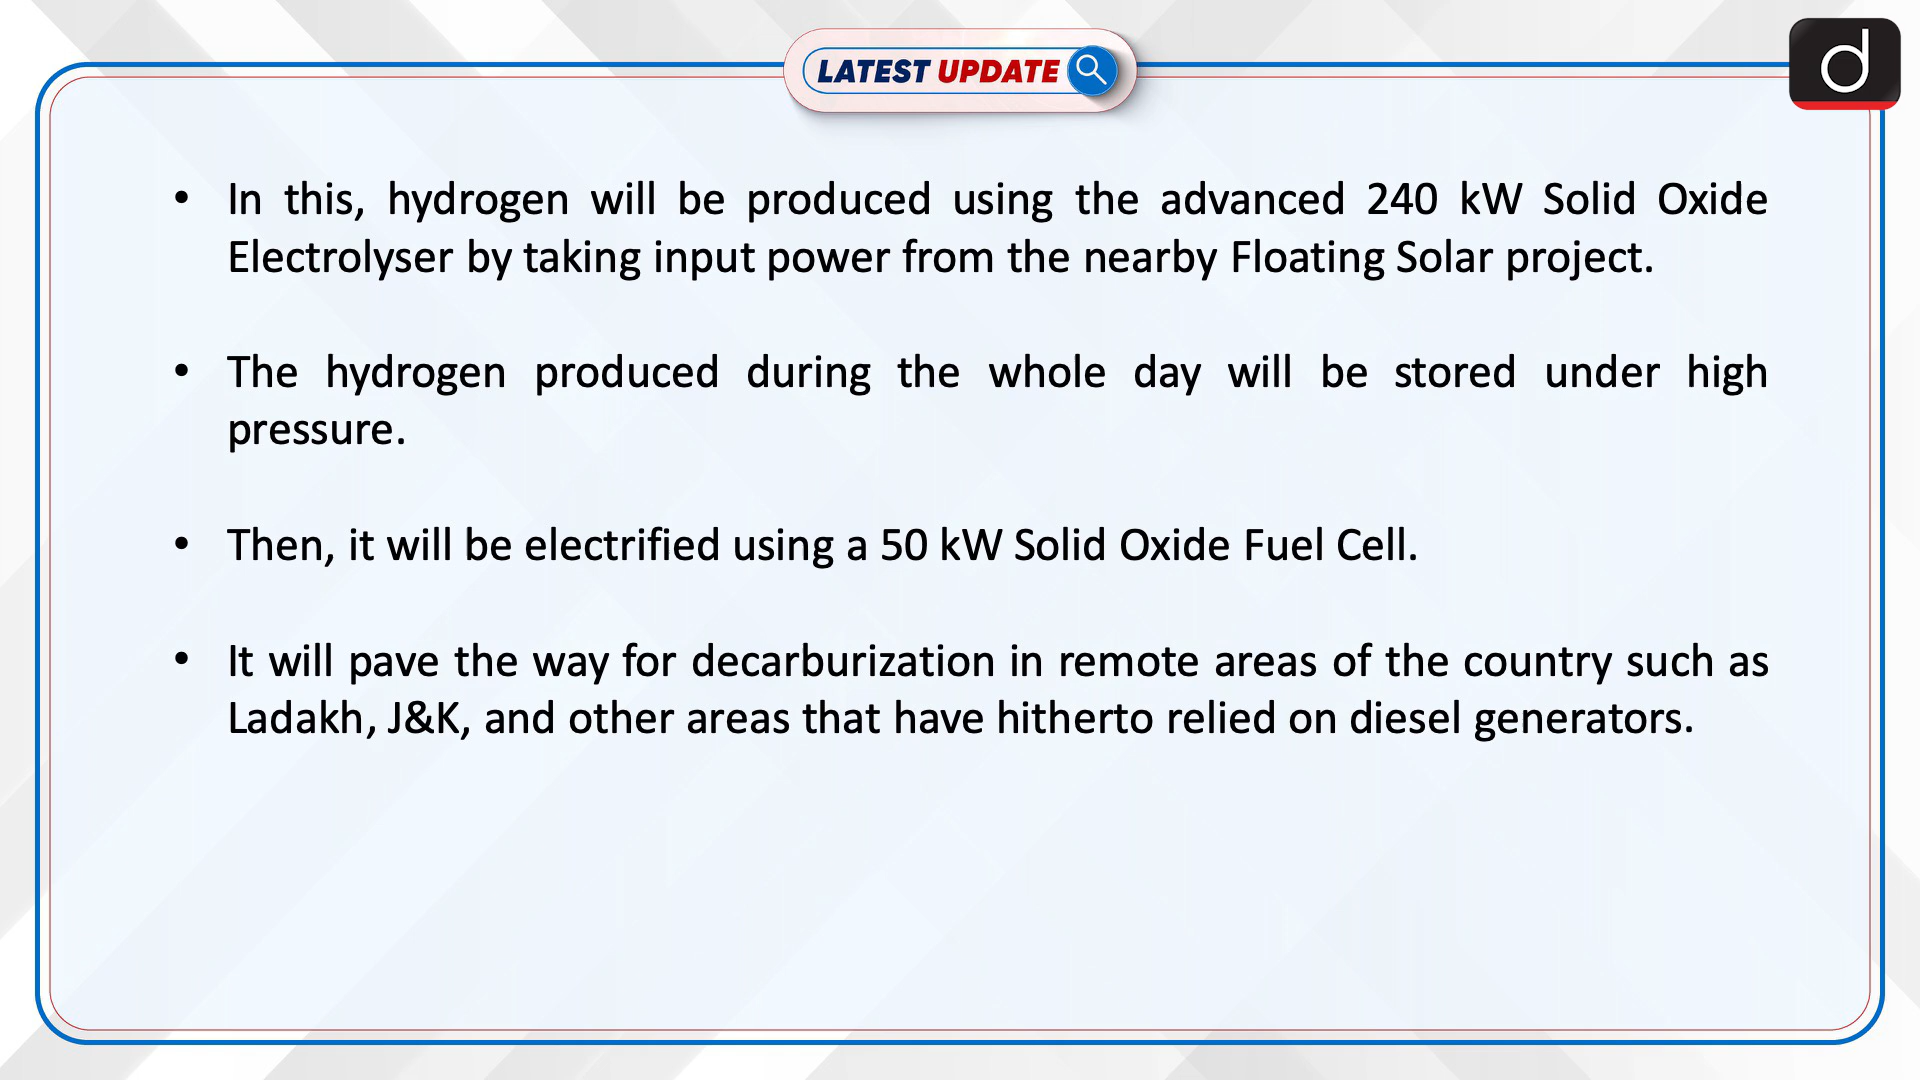 LATEST UPDATE
d
• In this, hydrogen will be produced using the advanced 240 kW Solid Oxide
Electrolyser by taking input power from the nearby Floating Solar project.
• The hydrogen produced during the whole day will be stored under high
pressure.
• Then, it will be electrified using a 50 kW Solid Oxide Fuel Cell.
• It will pave the way for decarburization in remote areas of the country such as
Ladakh, J&K, and other areas that have hitherto relied on diesel generators.